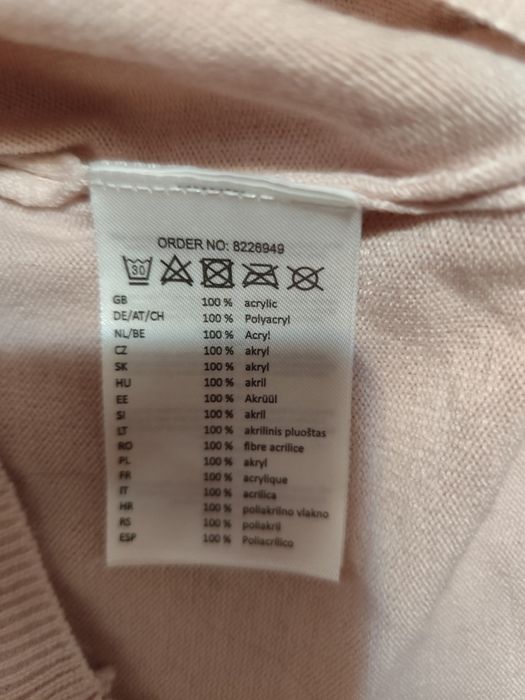 ORDER NO: 8226949
30
GB 100 % acrylic
DE/AT/CH 100 % Polyacryl
NL/BE 100 % Acryl
CZ 100 % akryl
SK 100 % akryl
HU 100 % akril
EE 100 % Akrüül
SI 100 % akril
LT 100 % akrilinis pluoštas
RO 100 % fibre acrilice
PL 100 % akryl
FR 100 % acrylique
IT 100 % acrilica
HR 100 % poliakrilno vlakno
RS 100 % poliakril
ESP 100 % Poliacrílico